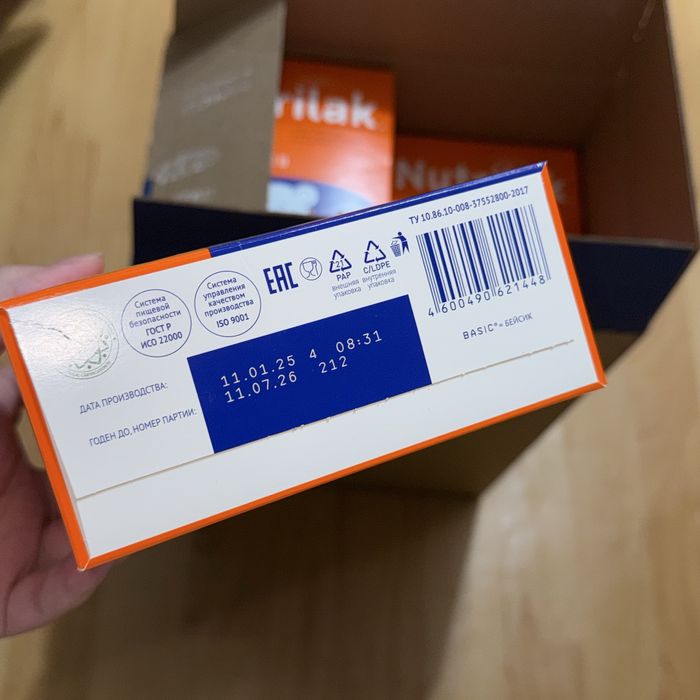 rilak
Nutrilak
ТУ 10.86.10-008-37552800-2017
EAC
21
PAP
внешняя
упаковка
C/LDPE
внутренняя
упаковка
4 600490 621448
BASIC = БЕЙСИК
Система
пищевой
безопасности
ГОСТ Р
ИСО 22000
Система
управления
качеством
производства
ISO 9001
ДАТА ПРОИЗВОДСТВА:
11.01.25 4 08:31
ГОДЕН ДО, НОМЕР ПАРТИИ:
11.07.26 212